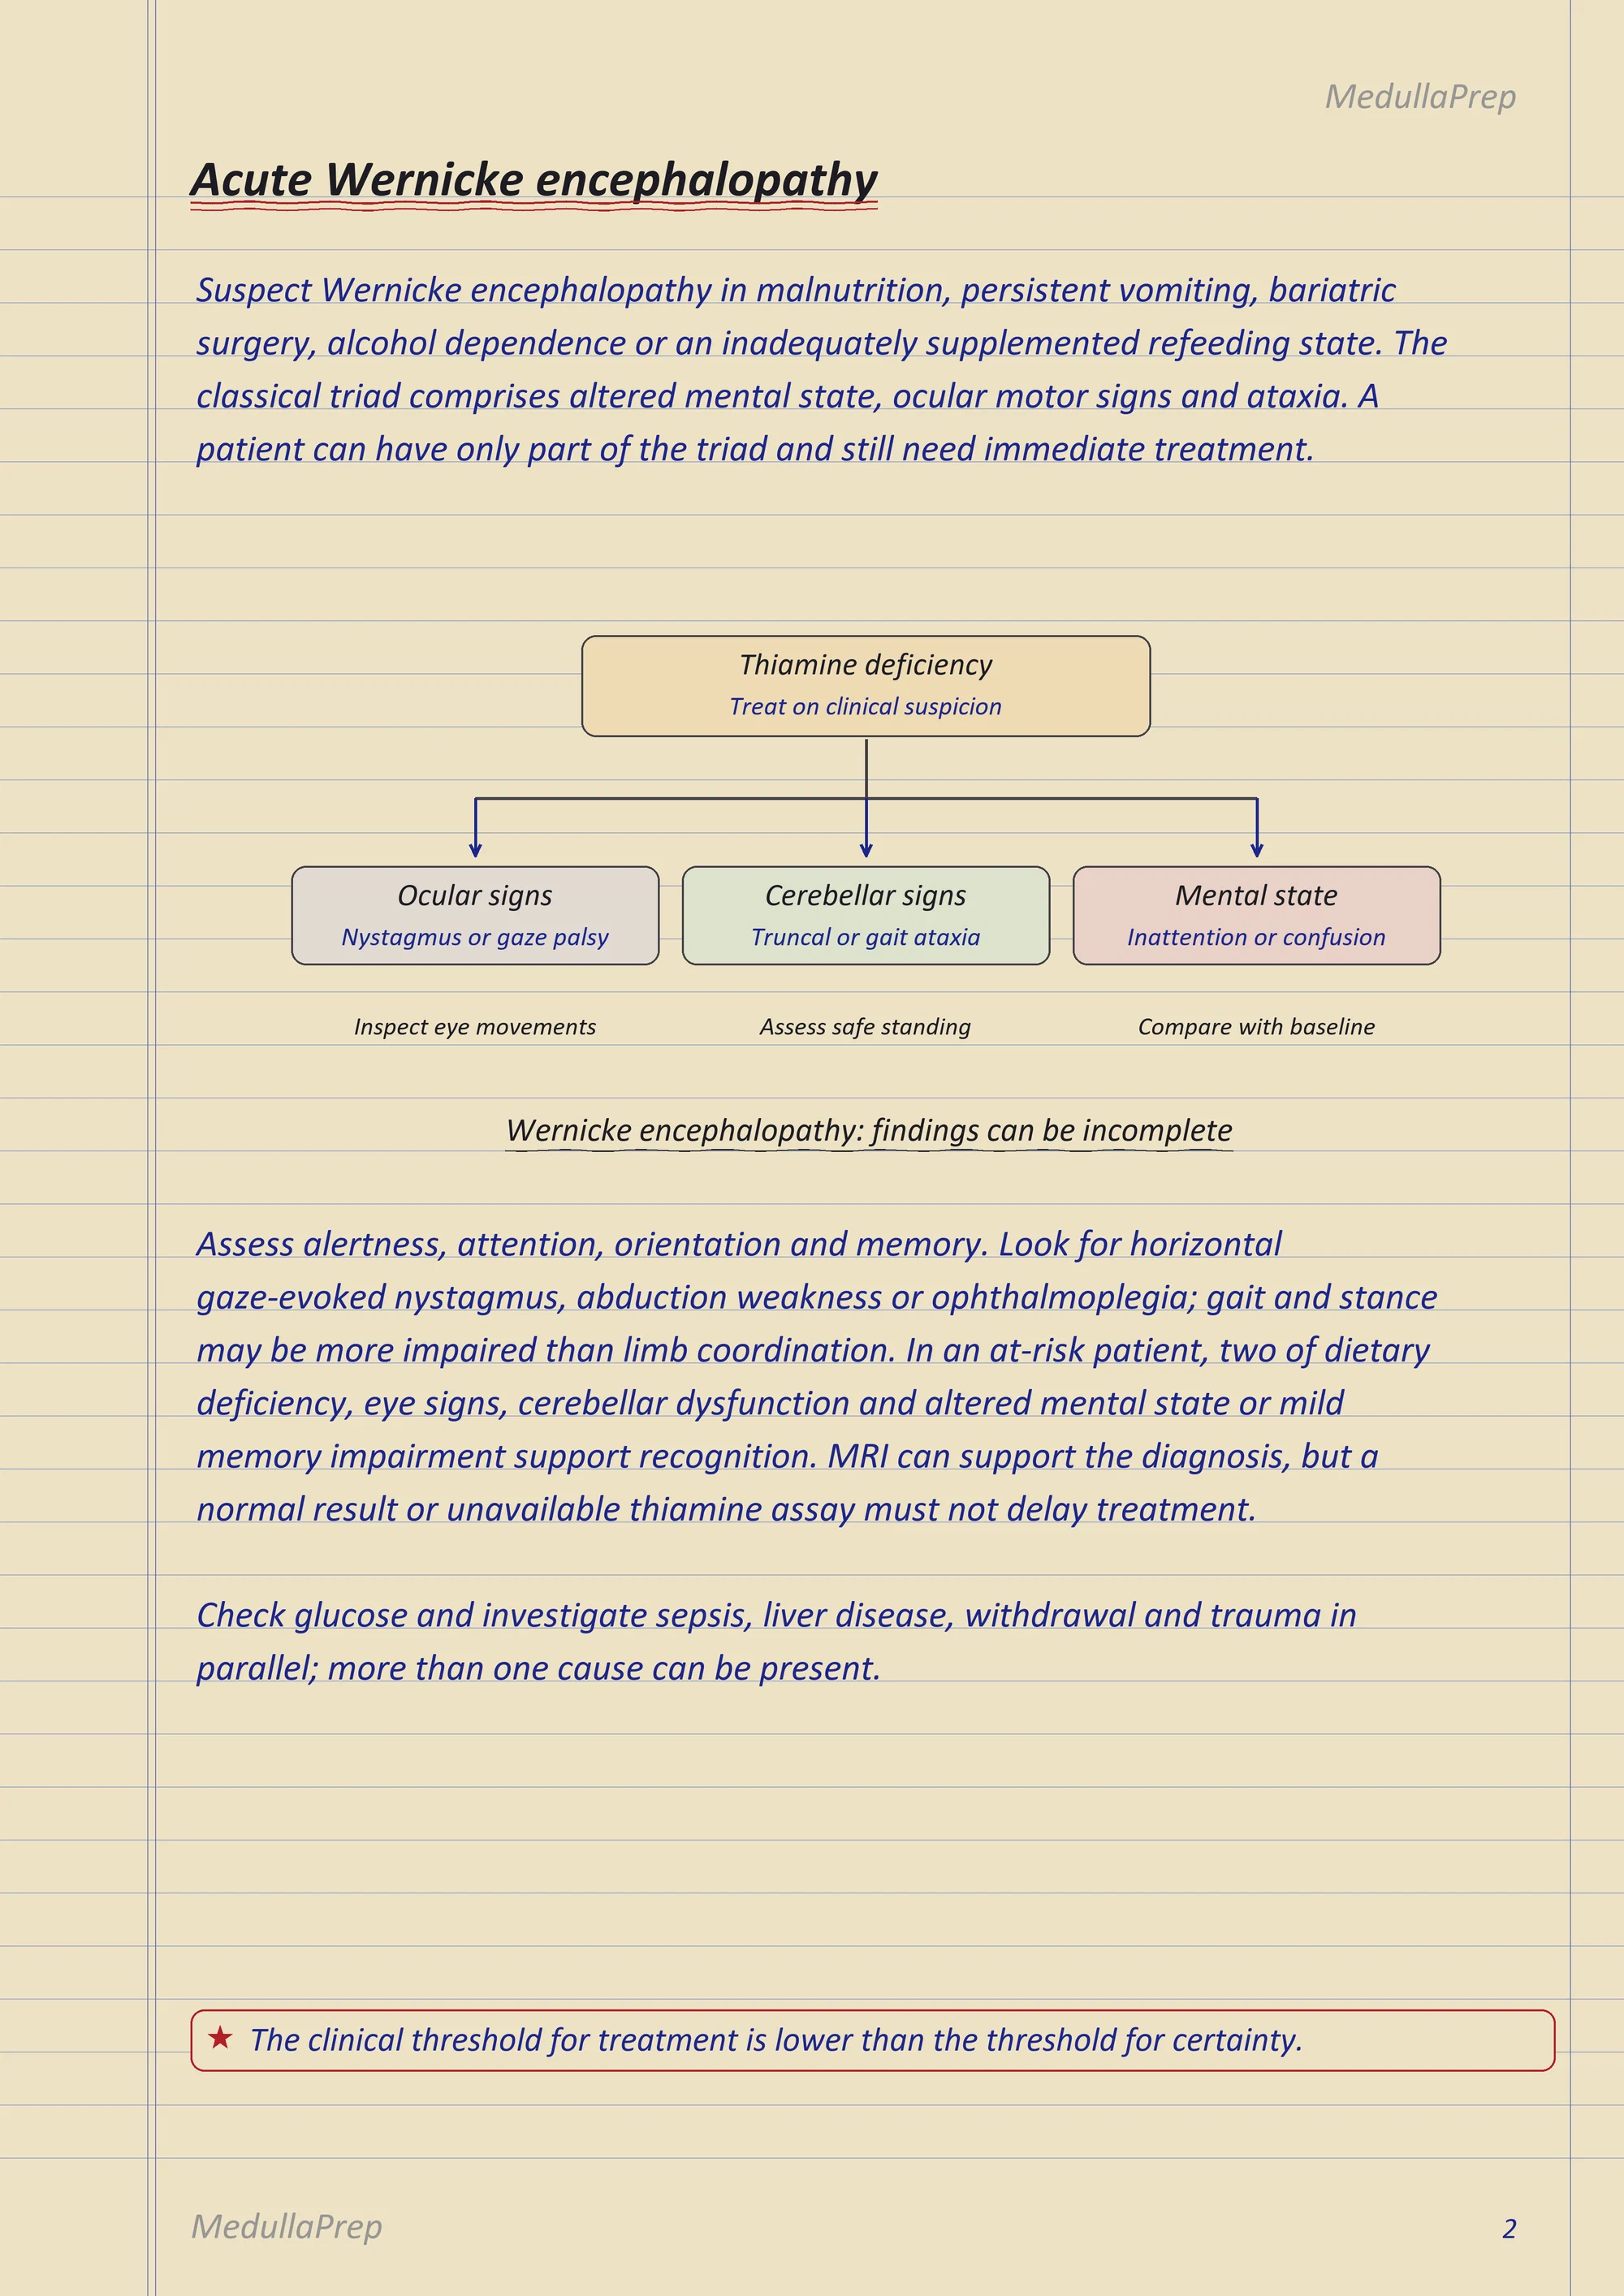 MedullaPrep
Acute Wernicke encephalopathy
Suspect Wernicke encephalopathy in malnutrition, persistent vomiting, bariatric
surgery, alcohol dependence or an inadequately supplemented refeeding state. The
classical triad comprises altered mental state, ocular motor signs and ataxia. A
patient can have only part of the triad and still need immediate treatment.
Thiamine deficiency
Treat on clinical suspicion
Ocular signs
Nystagmus or gaze palsy
Cerebellar signs
Truncal or gait ataxia
Mental state
Inattention or confusion
Inspect eye movements
Assess safe standing
Compare with baseline
Wernicke encephalopathy: findings can be incomplete
Assess alertness, attention, orientation and memory. Look for horizontal
gaze-evoked nystagmus, abduction weakness or ophthalmoplegia; gait and stance
may be more impaired than limb coordination. In an at-risk patient, two of dietary
deficiency, eye signs, cerebellar dysfunction and altered mental state or mild
memory impairment support recognition. MRI can support the diagnosis, but a
normal result or unavailable thiamine assay must not delay treatment.
Check glucose and investigate sepsis, liver disease, withdrawal and trauma in
parallel; more than one cause can be present.
★ The clinical threshold for treatment is lower than the threshold for certainty.
MedullaPrep
2